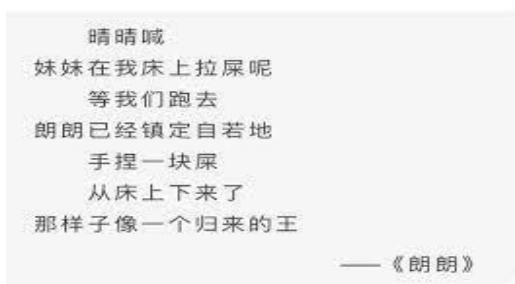 晴晴喊
妹妹在我床上拉屎呢
等我们跑去
朗朗已经镇定自若地
手捏一块屎
从床上下来了
那样子像一个归来的王
——《朗朗》